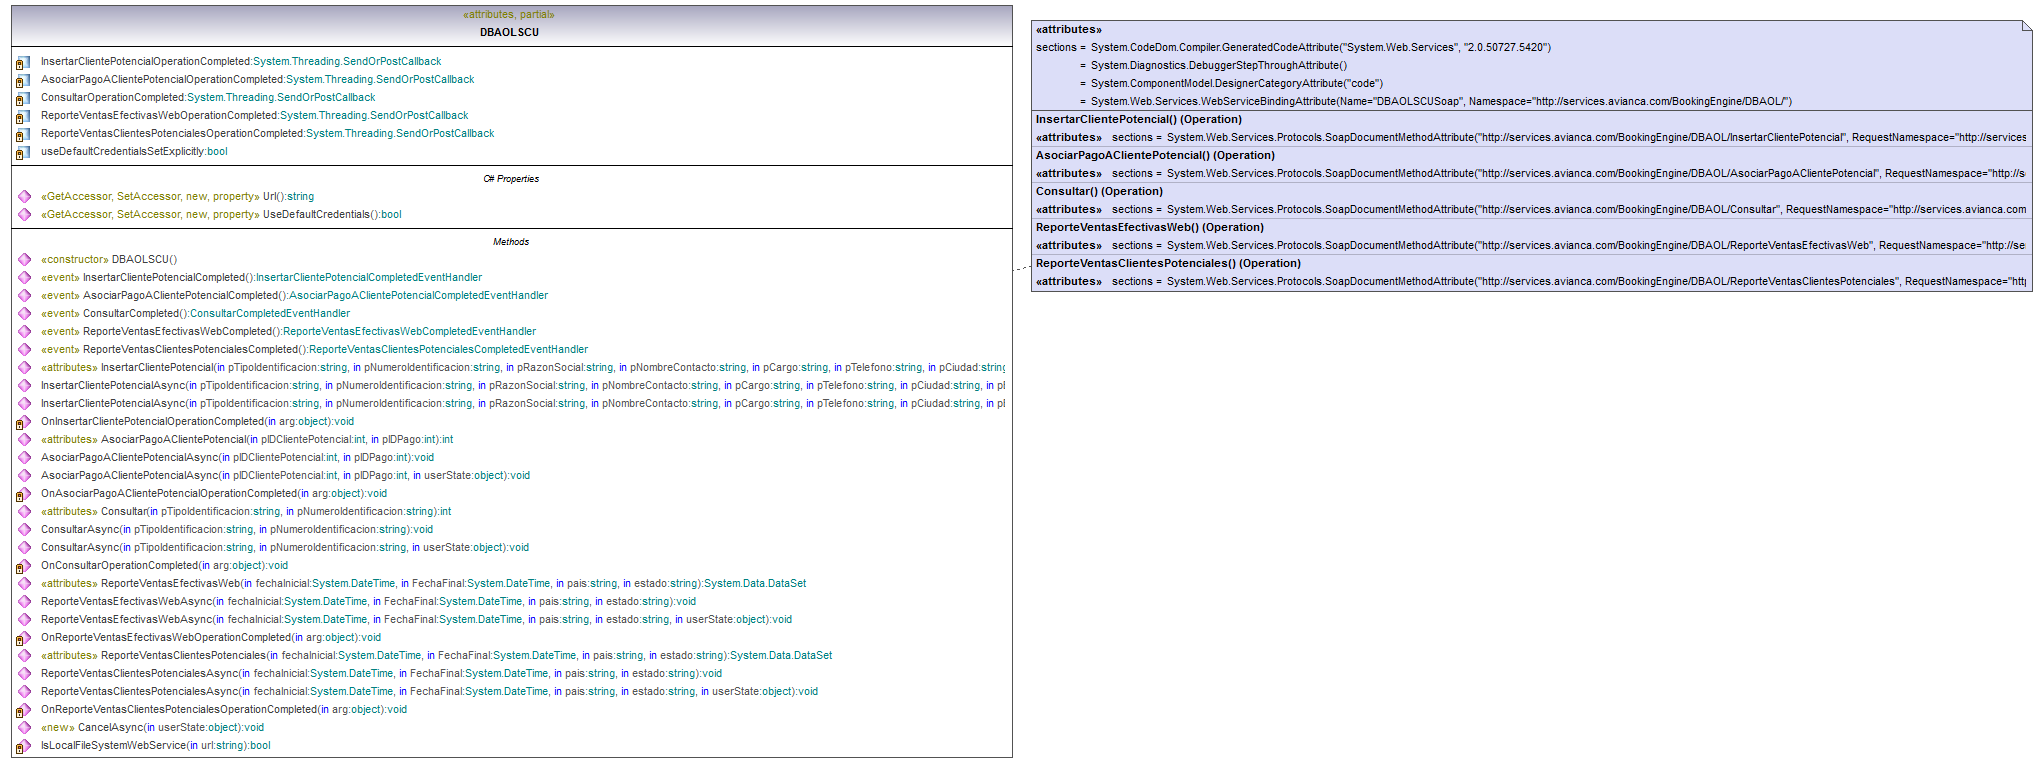 «attributes, partial»
DBAOLSCU
InsertarClientePotencialOperationCompleted:System.Threading.SendOrPostCallback
AsociarPagoAClientePotencialOperationCompleted:System.Threading.SendOrPostCallback
ConsultarOperationCompleted:System.Threading.SendOrPostCallback
ReporteVentasEfectivasWebOperationCompleted:System.Threading.SendOrPostCallback
ReporteVentasClientesPotencialesOperationCompleted:System.Threading.SendOrPostCallback
useDefaultCredentialsSetExplicitly:bool
C# Properties
«GetAccessor, SetAccessor, new, property» Url():string
«GetAccessor, SetAccessor, new, property» UseDefaultCredentials():bool
Methods
«constructor» DBAOLSCU()
«event» InsertarClientePotencialCompleted():InsertarClientePotencialCompletedEventHandler
«event» AsociarPagoAClientePotencialCompleted():AsociarPagoAClientePotencialCompletedEventHandler
«event» ConsultarCompleted():ConsultarCompletedEventHandler
«event» ReporteVentasEfectivasWebCompleted():ReporteVentasEfectivasWebCompletedEventHandler
«event» ReporteVentasClientesPotencialesCompleted():ReporteVentasClientesPotencialesCompletedEventHandler
«attributes» InsertarClientePotencial(in pTipoIdentificacion:string, in pNumeroIdentificacion:string, in pRazonSocial:string, in pNombreContacto:string, in pCargo:string, in pTelefono:string, in pCiudad:string
InsertarClientePotencialAsync(in pTipoIdentificacion:string, in pNumeroIdentificacion:string, in pRazonSocial:string, in pNombreContacto:string, in pCargo:string, in pTelefono:string, in pCiudad:string, in
InsertarClientePotencialAsync(in pTipoIdentificacion:string, in pNumeroIdentificacion:string, in pRazonSocial:string, in pNombreContacto:string, in pCargo:string, in pTelefono:string, in pCiudad:string, in
OnInsertarClientePotencialOperationCompleted(in arg:object):void
«attributes» AsociarPagoAClientePotencial(in pIDClientePotencial:int, in pIDPago:int):int
AsociarPagoAClientePotencialAsync(in pIDClientePotencial:int, in pIDPago:int):void
AsociarPagoAClientePotencialAsync(in pIDClientePotencial:int, in pIDPago:int, in userState:object):void
OnAsociarPagoAClientePotencialOperationCompleted(in arg:object):void
«attributes» Consultar(in pTipoIdentificacion:string, in pNumeroIdentificacion:string):int
ConsultarAsync(in pTipoIdentificacion:string, in pNumeroIdentificacion:string):void
ConsultarAsync(in pTipoIdentificacion:string, in pNumeroIdentificacion:string, in userState:object):void
OnConsultarOperationCompleted(in arg:object):void
«attributes» ReporteVentasEfectivasWeb(in fechaInicial:System.DateTime, in FechaFinal:System.DateTime, in pais:string, in estado:string):System.Data.DataSet
ReporteVentasEfectivasWebAsync(in fechaInicial:System.DateTime, in FechaFinal:System.DateTime, in pais:string, in estado:string):void
ReporteVentasEfectivasWebAsync(in fechaInicial:System.DateTime, in FechaFinal:System.DateTime, in pais:string, in estado:string, in userState:object):void
OnReporteVentasEfectivasWebOperationCompleted(in arg:object):void
«attributes» ReporteVentasClientesPotenciales(in fechaInicial:System.DateTime, in FechaFinal:System.DateTime, in pais:string, in estado:string):System.Data.DataSet
ReporteVentasClientesPotencialesAsync(in fechaInicial:System.DateTime, in FechaFinal:System.DateTime, in pais:string, in estado:string):void
ReporteVentasClientesPotencialesAsync(in fechaInicial:System.DateTime, in FechaFinal:System.DateTime, in pais:string, in estado:string, in userState:object):void
OnReporteVentasClientesPotencialesOperationCompleted(in arg:object):void
«new» CancelAsync(in userState:object):void
IsLocalFileSystemWebService(in url:string):bool
«attributes»
sections = System.CodeDom.Compiler.GeneratedCodeAttribute("System.Web.Services", "2.0.50727.5420")
= System.Diagnostics.DebuggerStepThroughAttribute()
= System.ComponentModel.DesignerCategoryAttribute("code")
= System.Web.Services.WebServiceBindingAttribute(Name="DBAOLSCUSoap", Namespace="http://services.avianca.com/BookingEngine/DBAOL/")
InsertarClientePotencial() (Operation)
«attributes» sections = System.Web.Services.Protocols.SoapDocumentMethodAttribute("http://services.avianca.com/BookingEngine/DBAOL/InsertarClientePotencial", RequestNamespace="http://services
AsociarPagoAClientePotencial() (Operation)
«attributes» sections = System.Web.Services.Protocols.SoapDocumentMethodAttribute("http://services.avianca.com/BookingEngine/DBAOL/AsociarPagoAClientePotencial", RequestNamespace="http://s
Consultar() (Operation)
«attributes» sections = System.Web.Services.Protocols.SoapDocumentMethodAttribute("http://services.avianca.com/BookingEngine/DBAOL/Consultar", RequestNamespace="http://services.avianca.com
ReporteVentasEfectivasWeb() (Operation)
«attributes» sections = System.Web.Services.Protocols.SoapDocumentMethodAttribute("http://services.avianca.com/BookingEngine/DBAOL/ReporteVentasEfectivasWeb", RequestNamespace="http://se
ReporteVentasClientesPotenciales() (Operation)
«attributes» sections = System.Web.Services.Protocols.SoapDocumentMethodAttribute("http://services.avianca.com/BookingEngine/DBAOL/ReporteVentasClientesPotenciales", RequestNamespace="htt